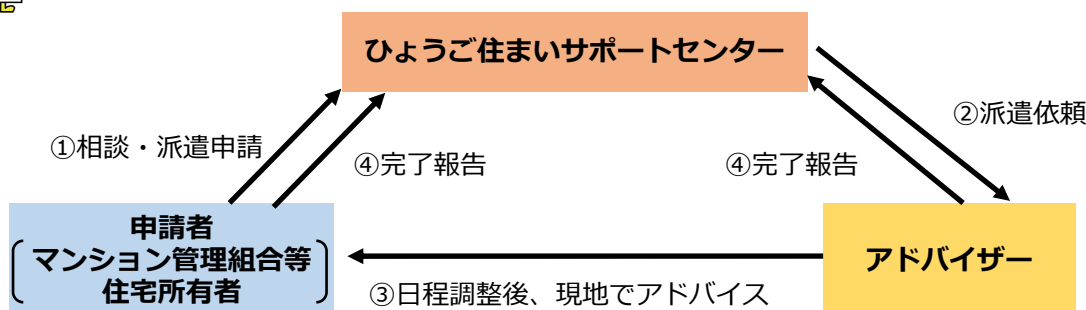 ひょうご住まいサポートセンター
①相談・派遣申請
④完了報告
④完了報告
②派遣依頼
申請者
マンション管理組合等
住宅所有者
アドバイザー
③日程調整後、現地でアドバイス